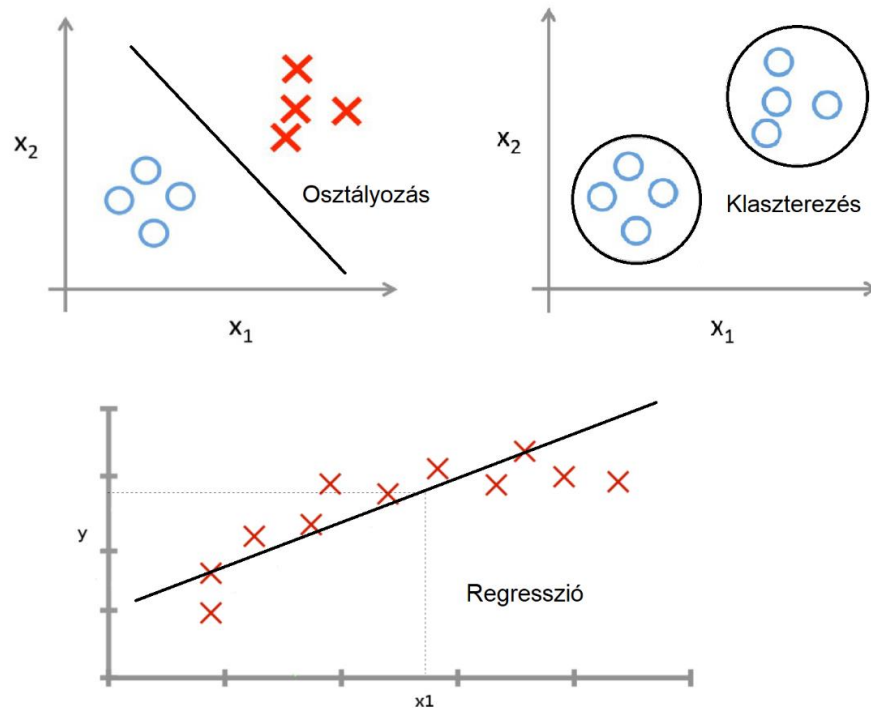 x₂
Osztályozás
x₁
x₂
Klaszterezés
x₁
y
Regresszió
x1